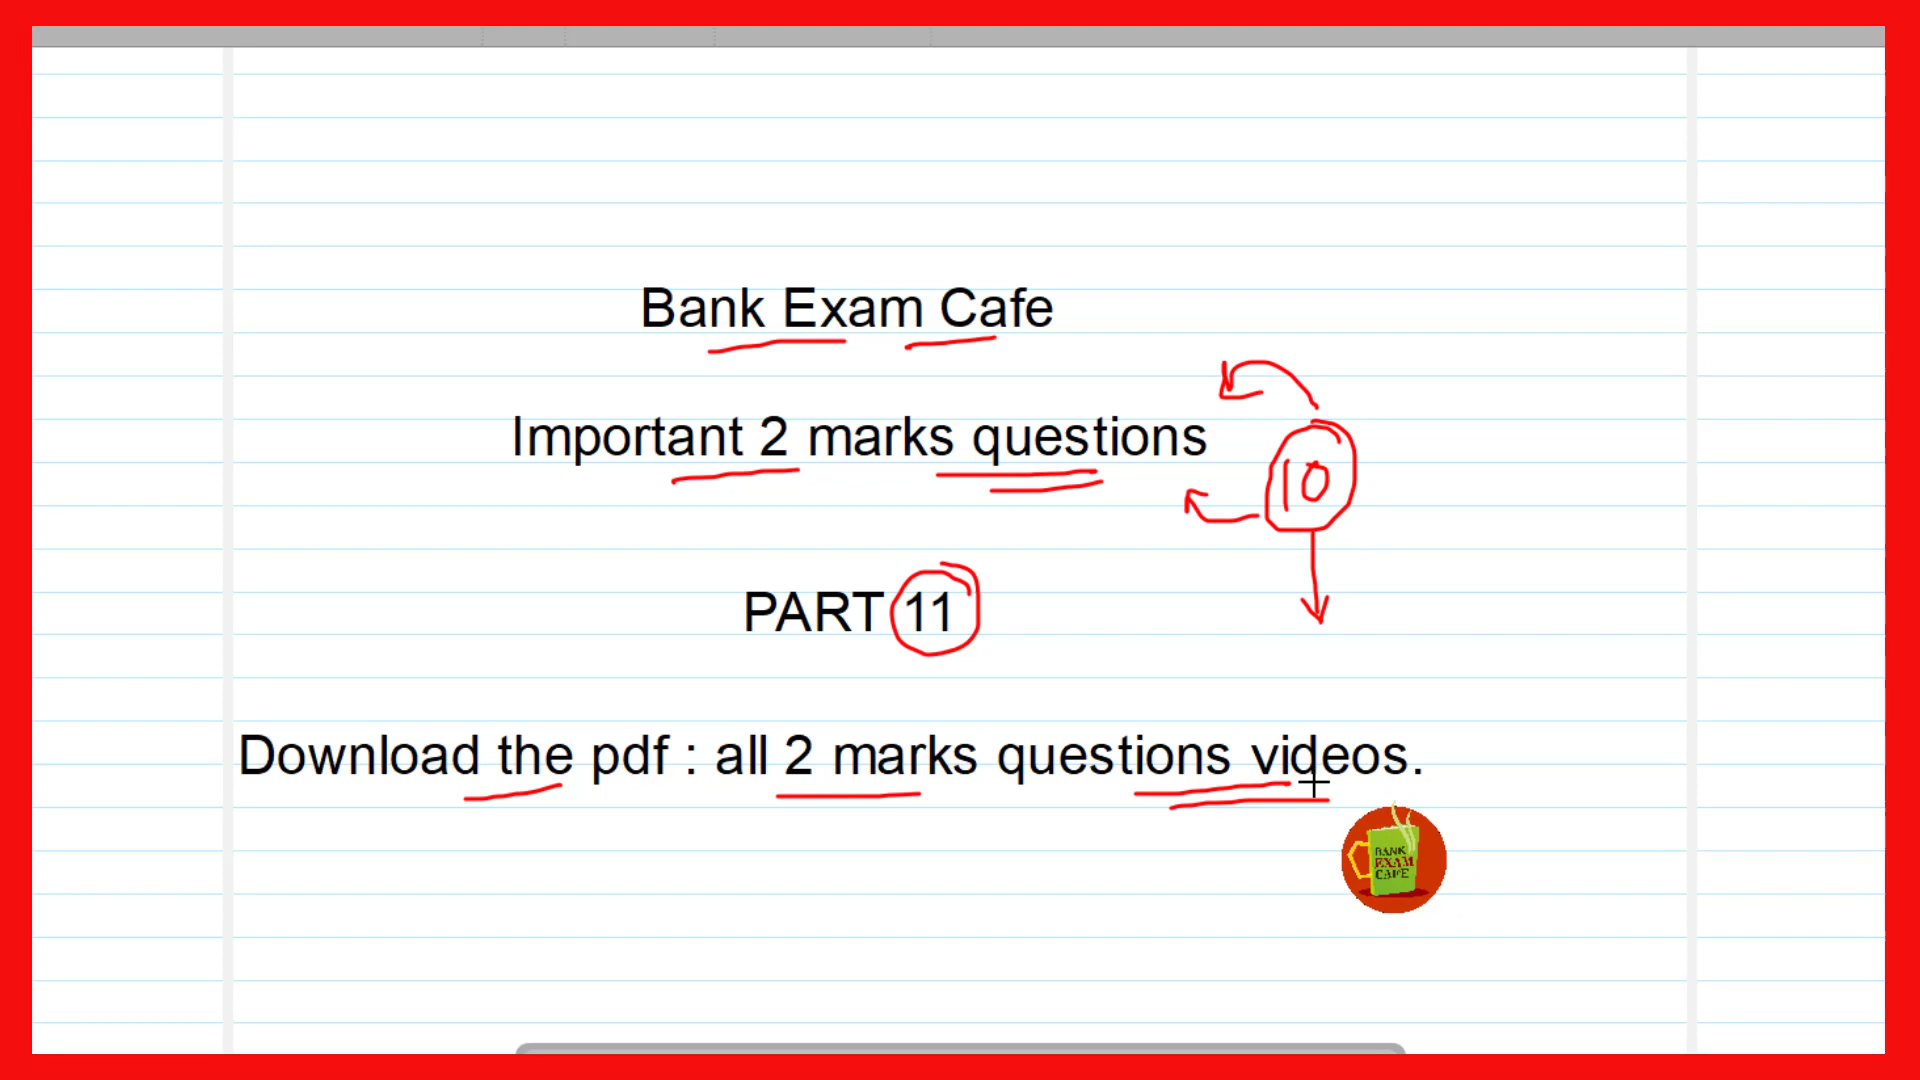 Bank Exam Cafe
Important 2 marks questions
10
PART 11
Download the pdf : all 2 marks questions videos.
BANK
EXAM
CAFE